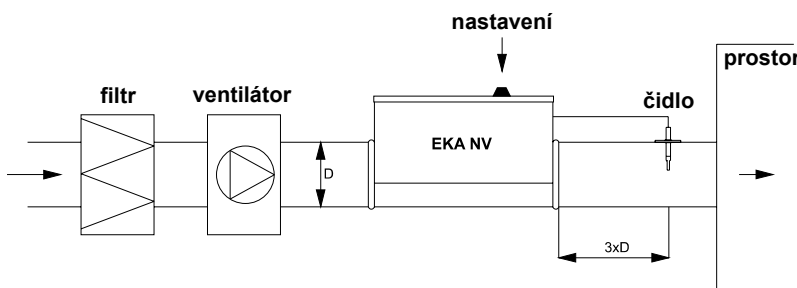 nastavení
prostor
filtr
ventilátor
čidlo
EKA NV
D
3xD